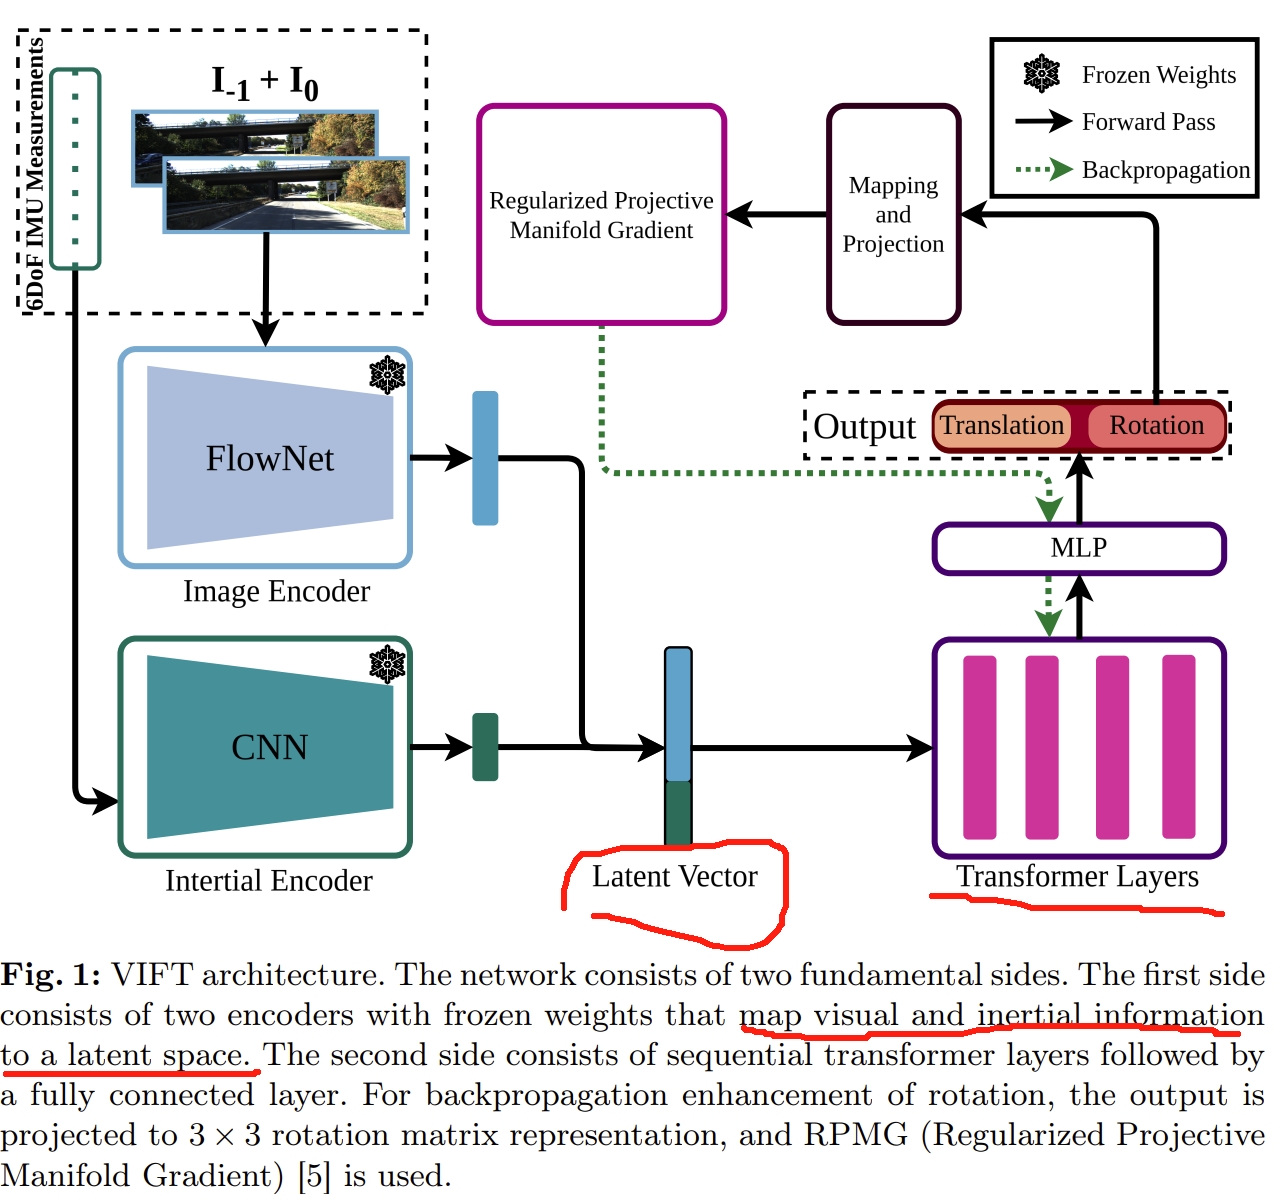 6DoF IMU Measurements
I-1 + I0
Frozen Weights
Forward Pass
Backpropagation
Regularized Projective
Manifold Gradient
Mapping
and
Projection
Output
Translation
Rotation
FlowNet
Image Encoder
MLP
CNN
Intertial Encoder
Latent Vector
Transformer Layers
Fig. 1: VIFT architecture. The network consists of two fundamental sides. The first side
consists of two encoders with frozen weights that map visual and inertial information
to a latent space. The second side consists of sequential transformer layers followed by
a fully connected layer. For backpropagation enhancement of rotation, the output is
projected to 3 × 3 rotation matrix representation, and RPMG (Regularized Projective
Manifold Gradient) [5] is used.